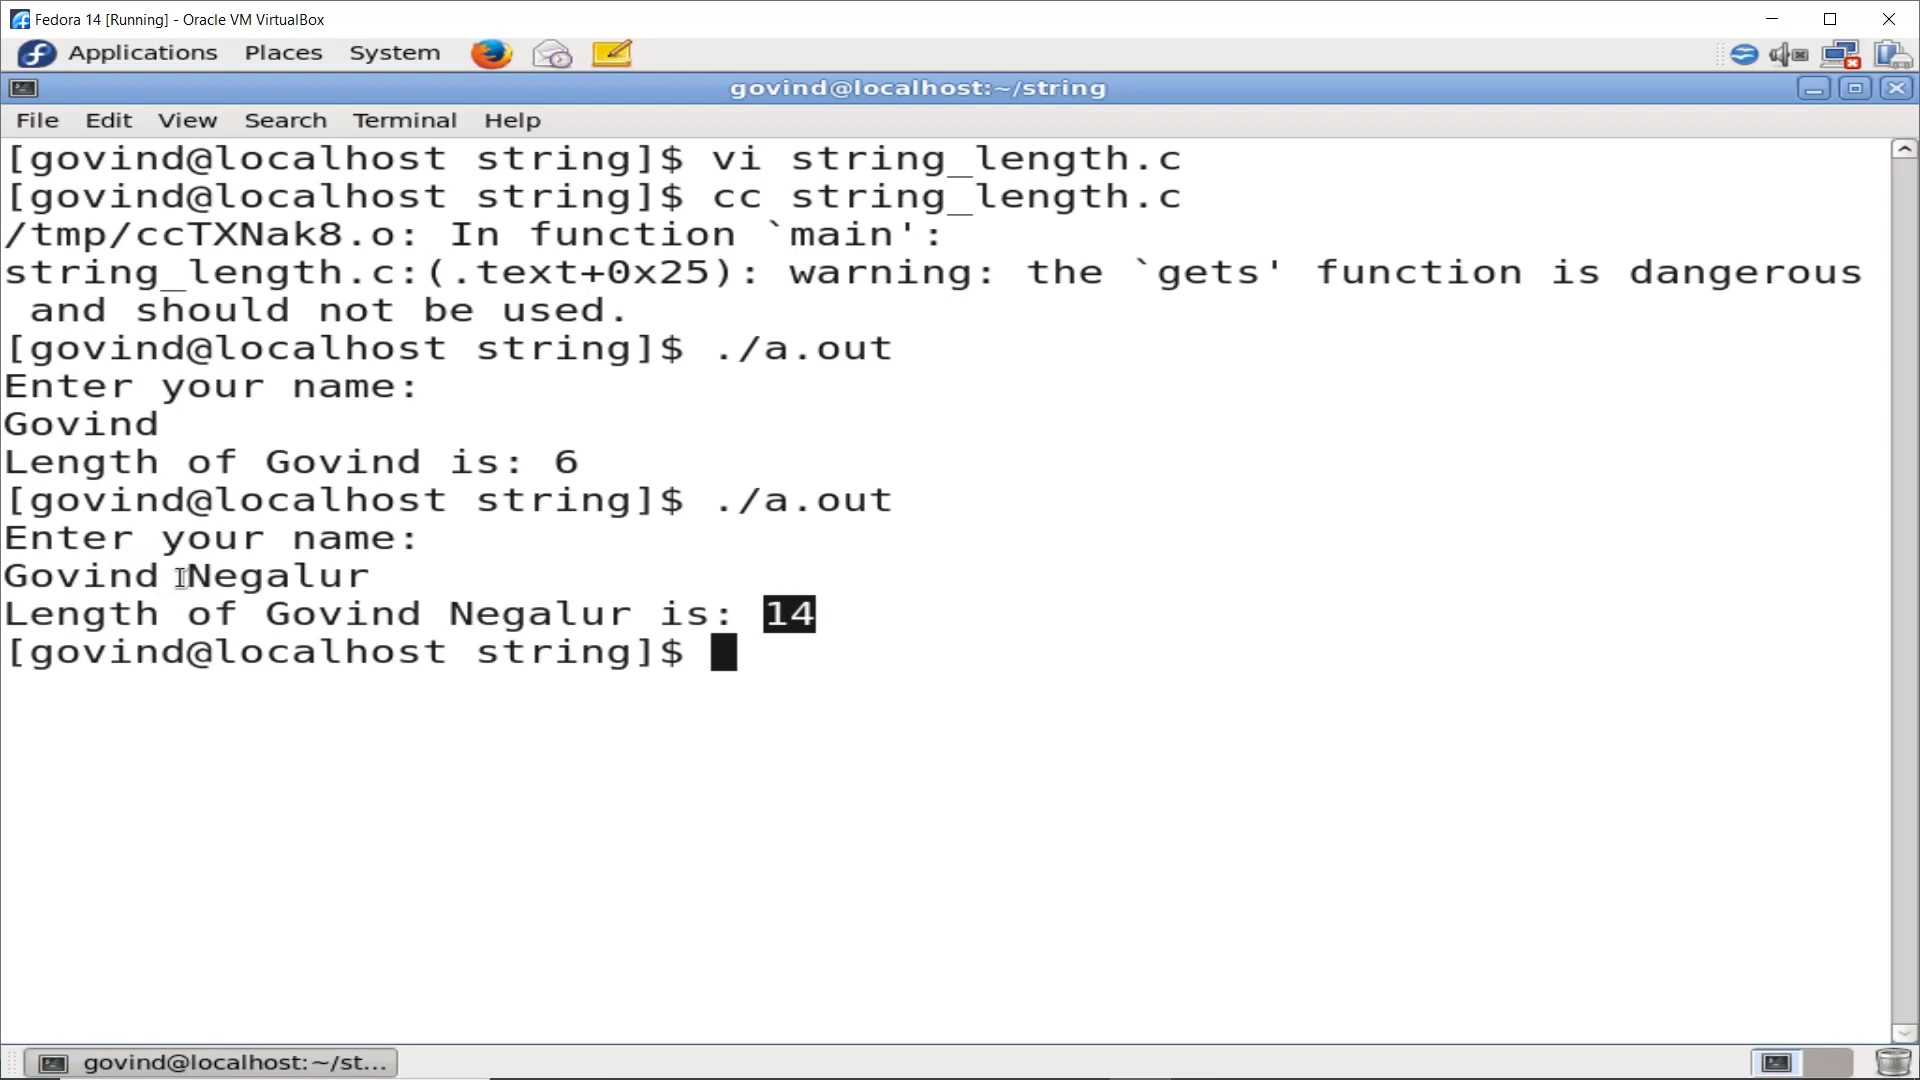 Fedora 14 [Running] - Oracle VM VirtualBox
Applications Places System
govind@localhost:~/string
File Edit View Search Terminal Help
[govind@localhost string]$ vi string_length.c
[govind@localhost string]$ cc string_length.c
/tmp/ccTXNak8.o: In function `main':
string_length.c:(.text+0x25): warning: the `gets' function is dangerous
 and should not be used.
[govind@localhost string]$ ./a.out
Enter your name:
Govind
Length of Govind is: 6
[govind@localhost string]$ ./a.out
Enter your name:
Govind Negalur
Length of Govind Negalur is: 14
[govind@localhost string]$
govind@localhost:~/st...